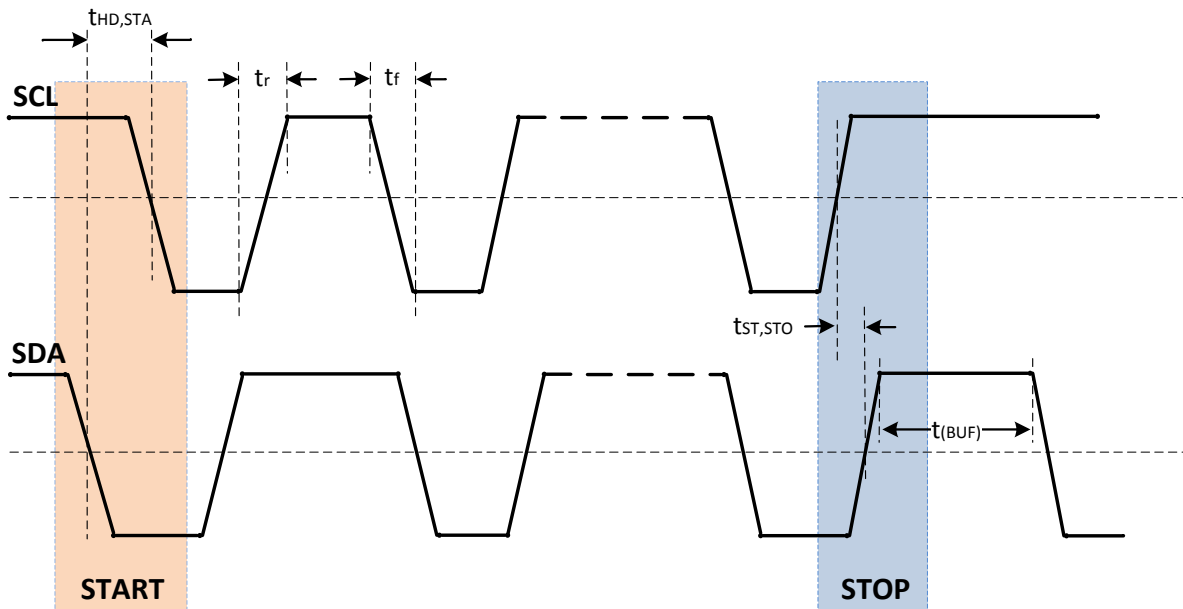 tHD,STA
tr
tf
SCL
tST,STO
SDA
t(BUF)
START
STOP